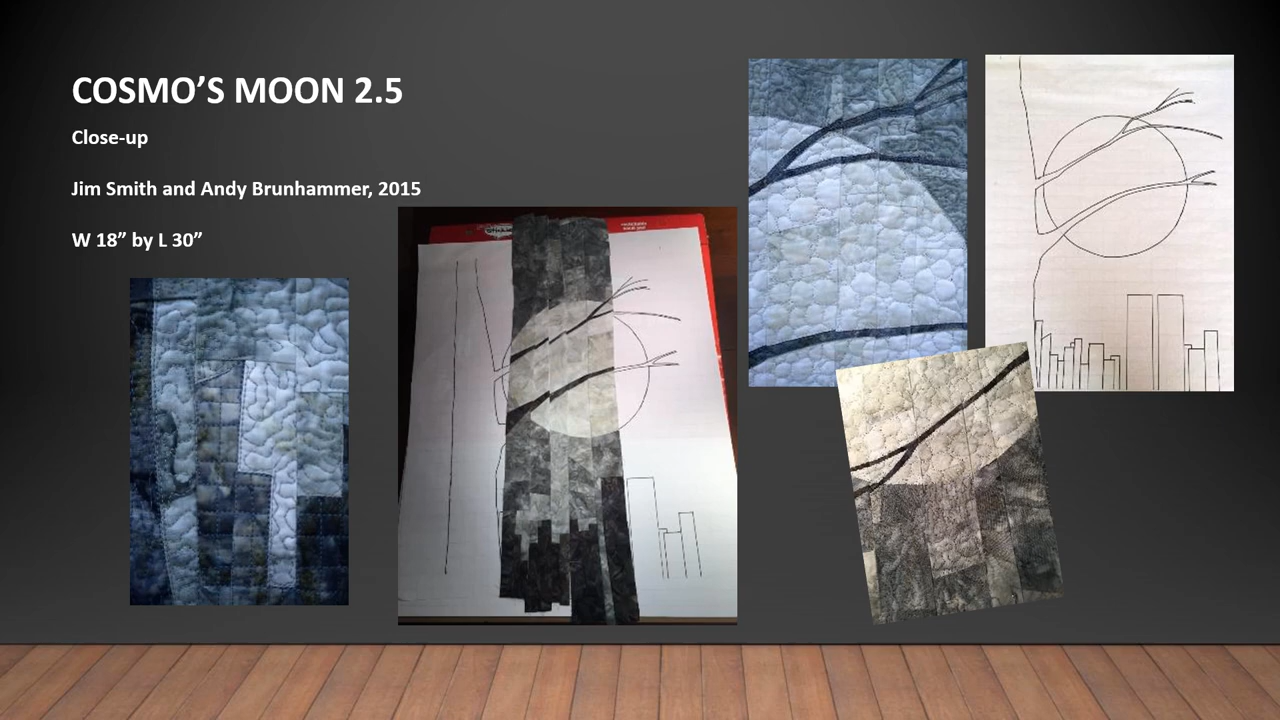 COSMO’S MOON 2.5
Close-up
Jim Smith and Andy Brunhammer, 2015
W 18” by L 30”